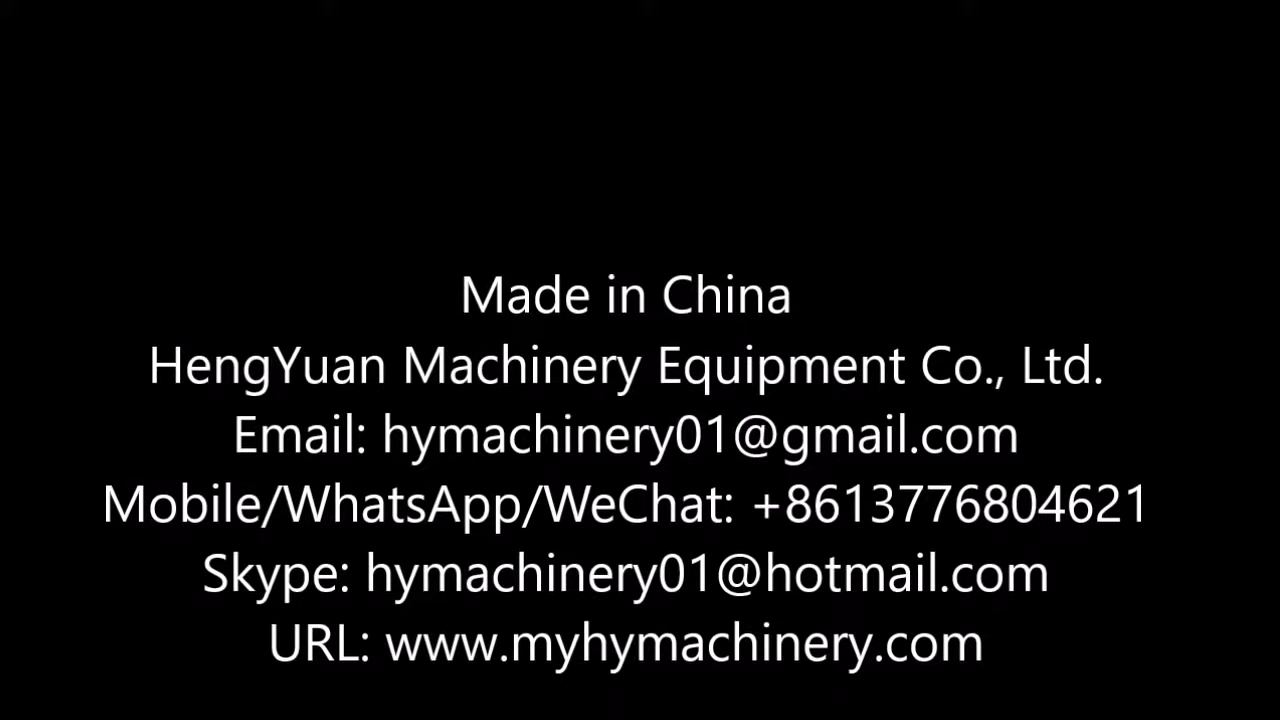 Made in China
HengYuan Machinery Equipment Co., Ltd.
Email: hymachinery01@gmail.com
Mobile/WhatsApp/WeChat: +8613776804621
Skype: hymachinery01@hotmail.com
URL: www.myhymachinery.com